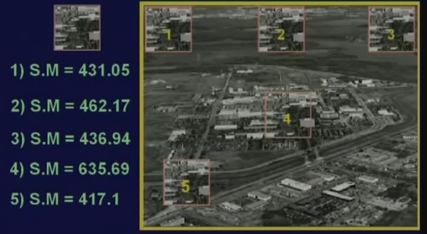 1) S.M = 431.05
2) S.M = 462.17
3) S.M = 436.94
4) S.M = 635.69
5) S.M = 417.1
1
2
3
4
5